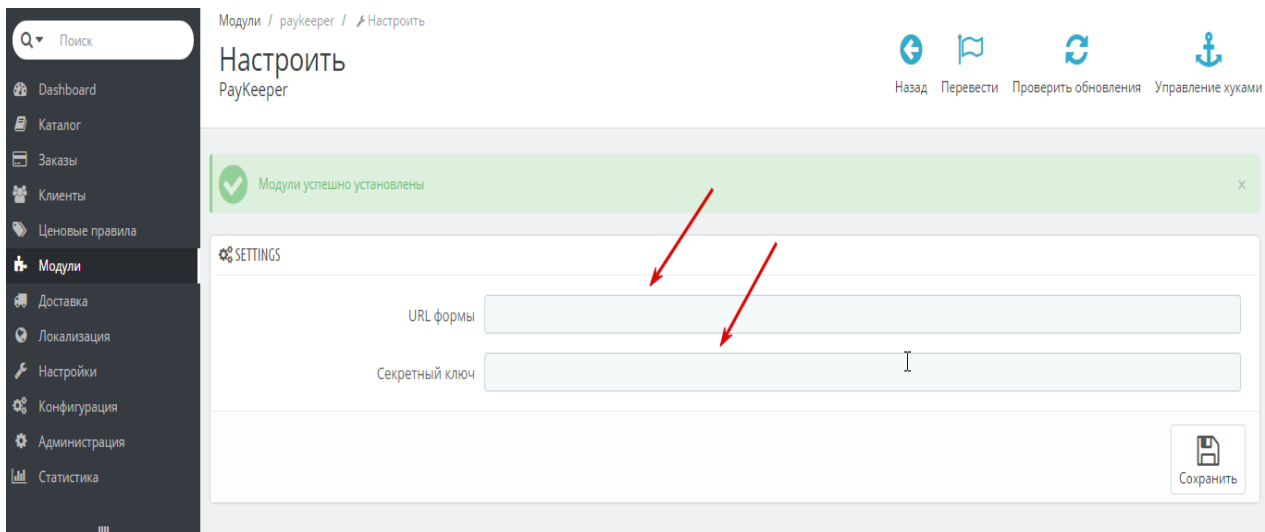 Модули / paykeeper / Настроить
Настроить
PayKeeper
Назад
Перевести
Проверить обновления
Управление хуками
Поиск
Dashboard
Каталог
Заказы
Клиенты
Ценовые правила
Модули
Доставка
Локализация
Настройки
Конфигурация
Администрация
Статистика
Модули успешно установлены
x
SETTINGS
URL формы
Секретный ключ
Сохранить